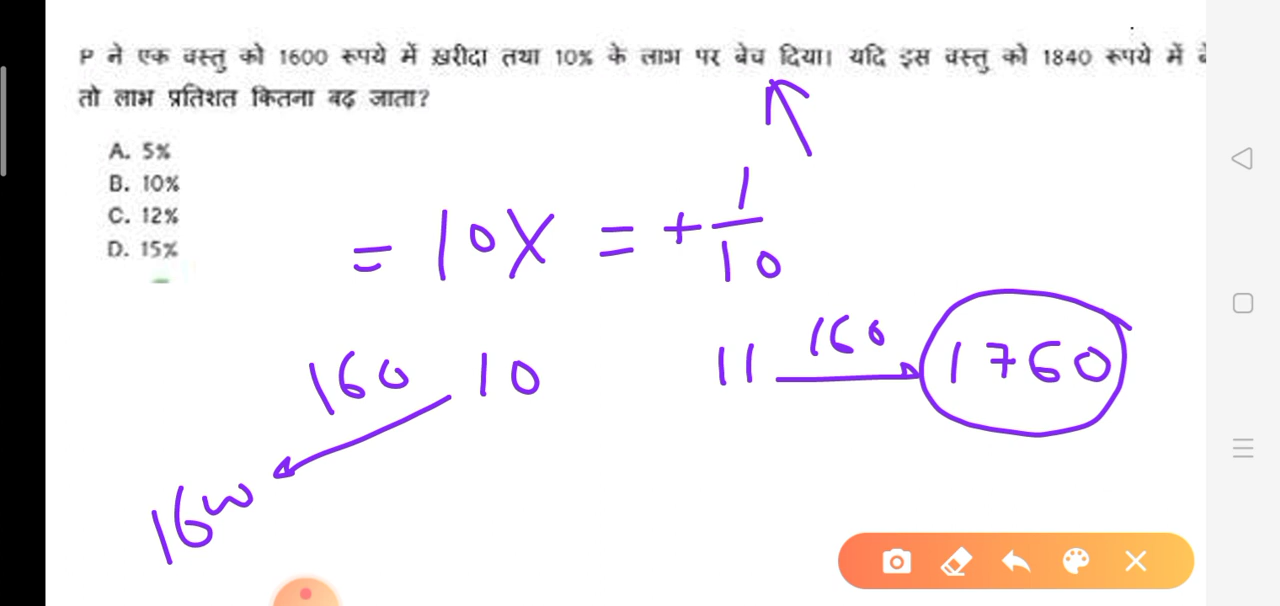 P ने एक वस्तु को 1600 रूपये में ख़रीदा तथा 10% के लाभ पर बेच दिया। यदि इस वस्तु को 1840 रूपये में
तो लाभ प्रतिशत कितना बढ़ जाता?
A. 5%
B. 10%
C. 12%
D. 15%
= 10% = + 1/10
160 10
11 160 1760